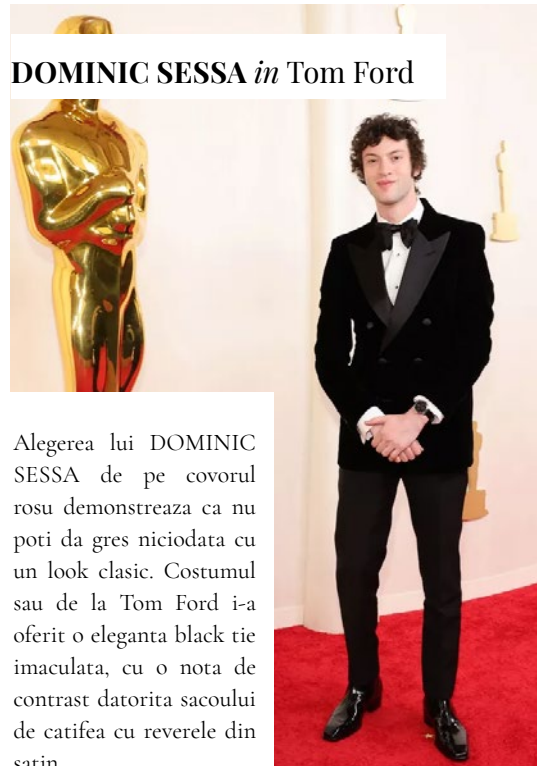 DOMINIC SESSA in Tom Ford
Alegerea lui DOMINIC
SESSA de pe covorul
rosu demonstreaza ca nu
poti da gres niciodata cu
un look clasic. Costumul
sau de la Tom Ford i-a
oferit o eleganta black tie
imaculata, cu o nota de
contrast datorita sacoului
de catifea cu reverele din
satin